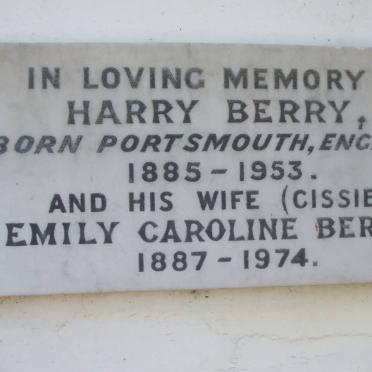 IN LOVING MEMORY
HARRY BERRY,
BORN PORTSMOUTH, ENG
1885 - 1953.
AND HIS WIFE (CISSIE
EMILY CAROLINE BER
1887 - 1974.